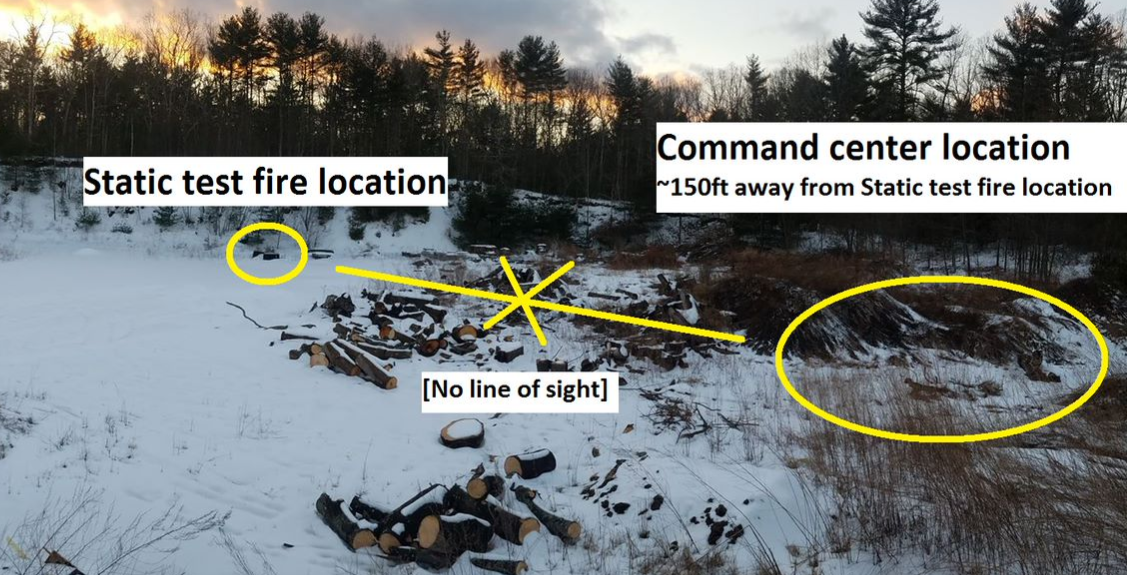 Static test fire location
Command center location
~150ft away from Static test fire location
[No line of sight]